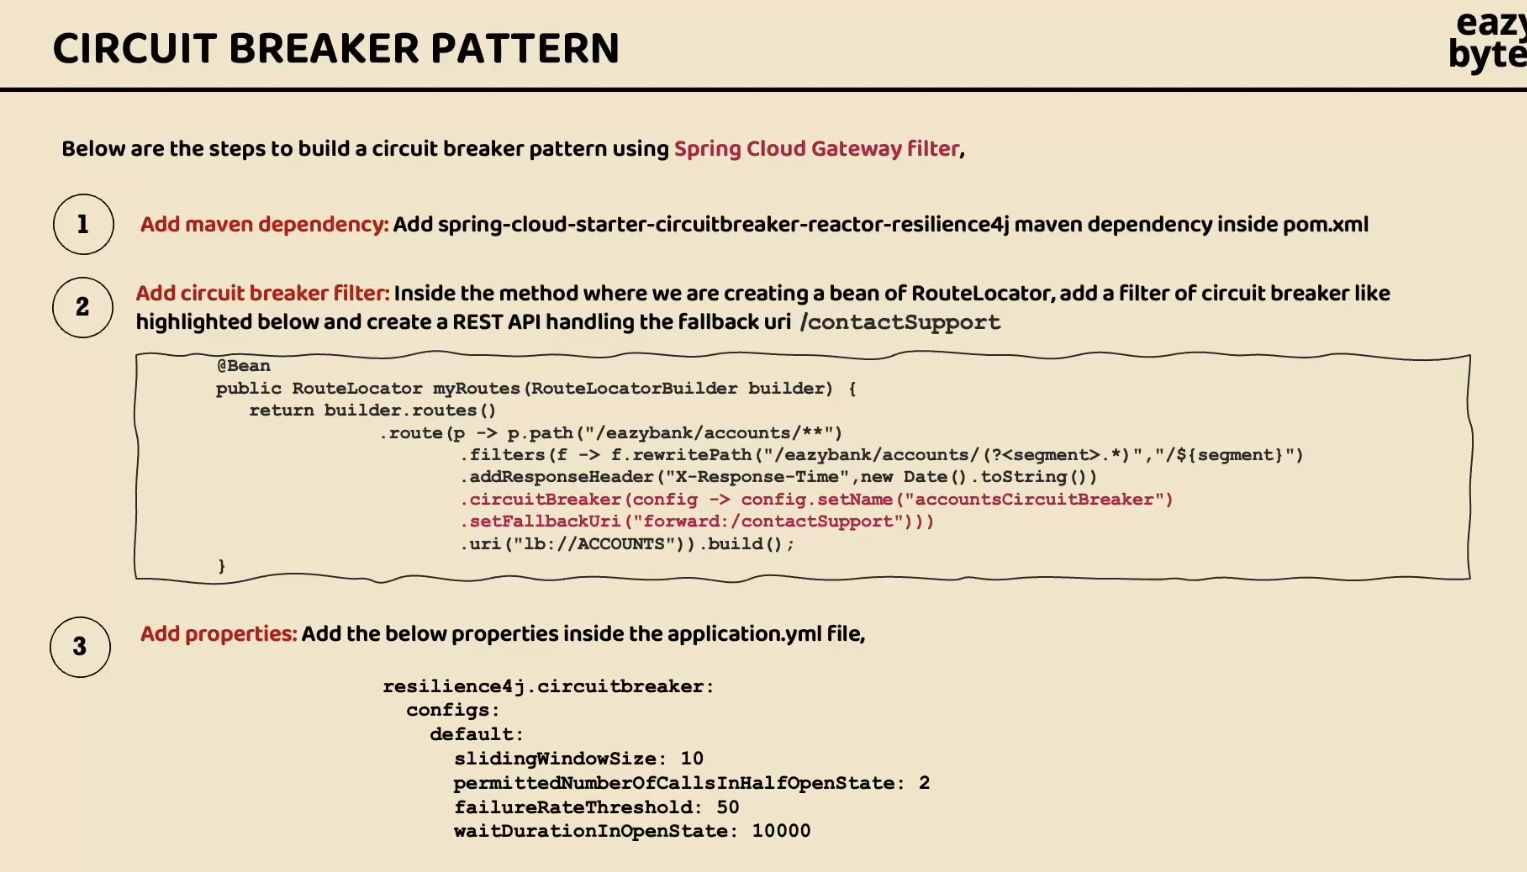 CIRCUIT BREAKER PATTERN
eazy
byte
Below are the steps to build a circuit breaker pattern using Spring Cloud Gateway filter,
1
Add maven dependency: Add spring-cloud-starter-circuitbreaker-reactor-resilience4j maven dependency inside pom.xml
2
Add circuit breaker filter: Inside the method where we are creating a bean of RouteLocator, add a filter of circuit breaker like
highlighted below and create a REST API handling the fallback uri /contactSupport
@Bean
public RouteLocator myRoutes(RouteLocatorBuilder builder) {
return builder.routes()
.route(p -> p.path("/eazybank/accounts/**")
.filters(f -> f.rewritePath("/eazybank/accounts/(?<segment>.*)","/${segment}")
.addResponseHeader("X-Response-Time",new Date().toString())
.circuitBreaker(config -> config.setName("accountsCircuitBreaker")
.setFallbackUri("forward:/contactSupport")))
.uri("lb://ACCOUNTS")).build();
}
3
Add properties: Add the below properties inside the application.yml file,
resilience4j.circuitbreaker:
configs:
default:
slidingWindowSize: 10
permittedNumberOfCallsInHalfOpenState: 2
failureRateThreshold: 50
waitDurationInOpenState: 10000